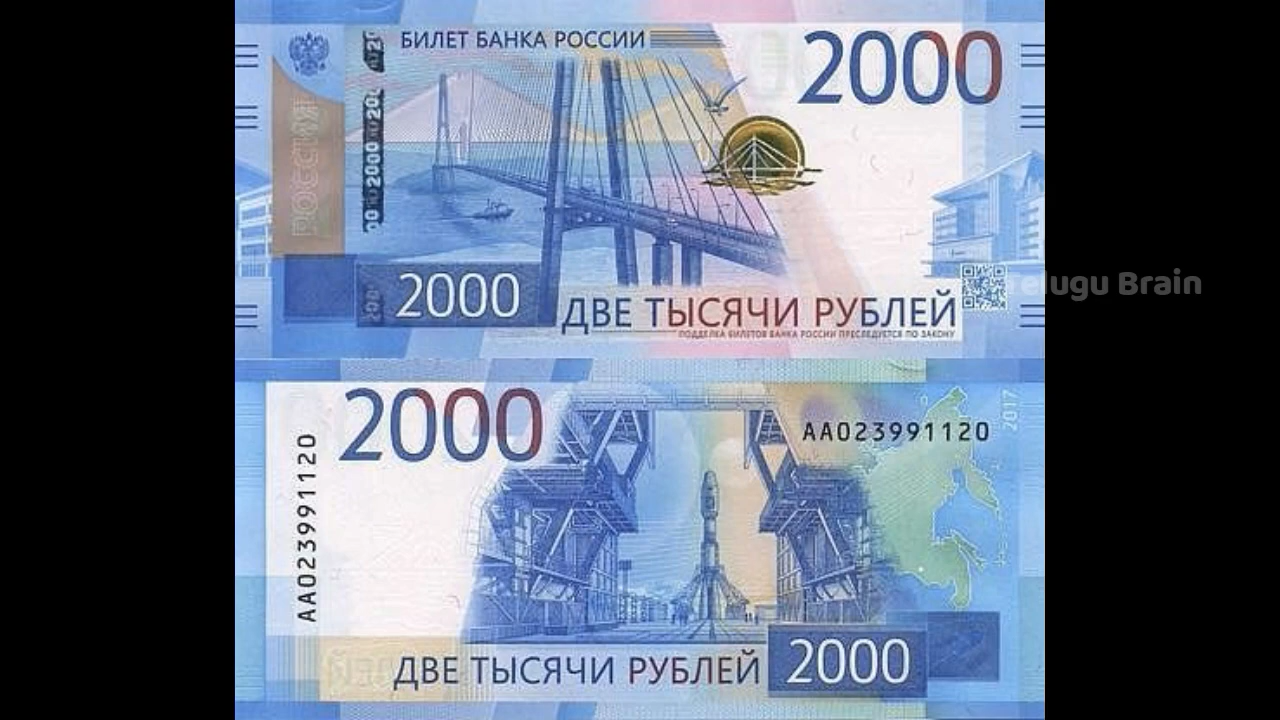 БИЛЕТ БАНКА РОССИИ
2000
РОССИЯ
2000
2000
ДВЕ ТЫСЯЧИ РУБЛЕЙ
ПОДДЕЛКА БИЛЕТОВ БАНКА РОССИИ ПРЕСЛЕДУЕТСЯ ПО ЗАКОНУ
elugu Brain
2000
АА023991120
2017
АА023991120
ДВЕ ТЫСЯЧИ РУБЛЕЙ
2000